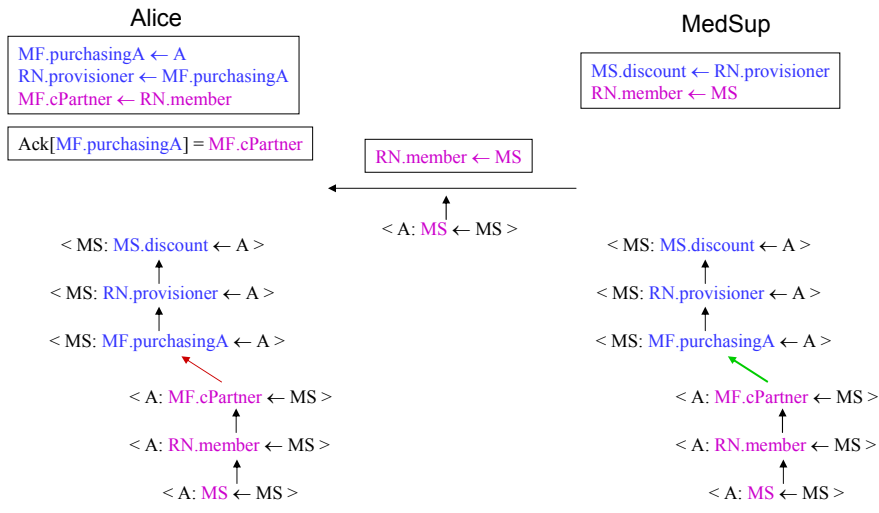 Alice
MedSup
MF.purchasingA ← A
RN.provisioner ← MF.purchasingA
MF.cPartner ← RN.member
MS.discount ← RN.provisioner
RN.member ← MS
Ack[MF.purchasingA] = MF.cPartner
RN.member ← MS
< A: MS ← MS >
< MS: MS.discount ← A >
< MS: RN.provisioner ← A >
< MS: MF.purchasingA ← A >
< A: MF.cPartner ← MS >
< A: RN.member ← MS >
< A: MS ← MS >
< MS: MS.discount ← A >
< MS: RN.provisioner ← A >
< MS: MF.purchasingA ← A >
< A: MF.cPartner ← MS >
< A: RN.member ← MS >
< A: MS ← MS >